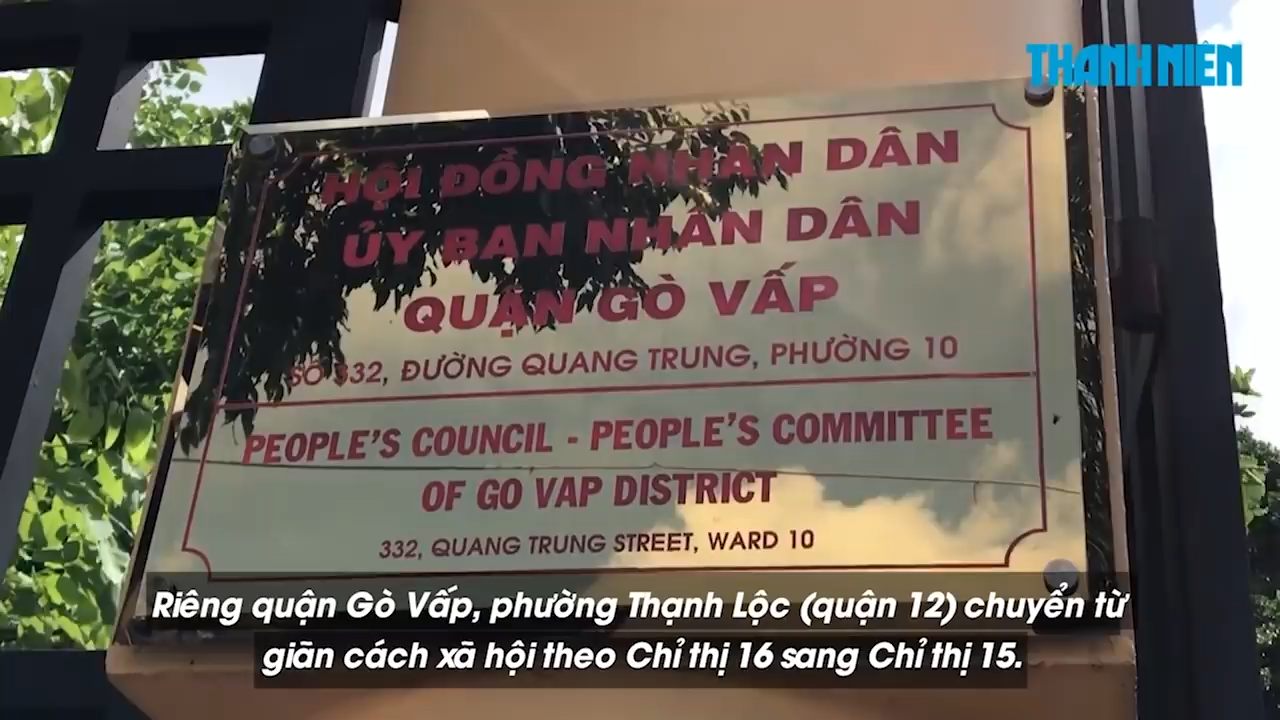 THANH NIÊN
HỘI ĐỒNG NHÂN DÂN
ỦY BAN NHÂN DÂN
QUẬN GÒ VẤP
SỐ 332, ĐƯỜNG QUANG TRUNG, PHƯỜNG 10
PEOPLE'S COUNCIL - PEOPLE'S COMMITTEE
OF GO VAP DISTRICT
332, QUANG TRUNG STREET, WARD 10
Riêng quận Gò Vấp, phường Thạnh Lộc (quận 12) chuyển từ
giãn cách xã hội theo Chỉ thị 16 sang Chỉ thị 15.